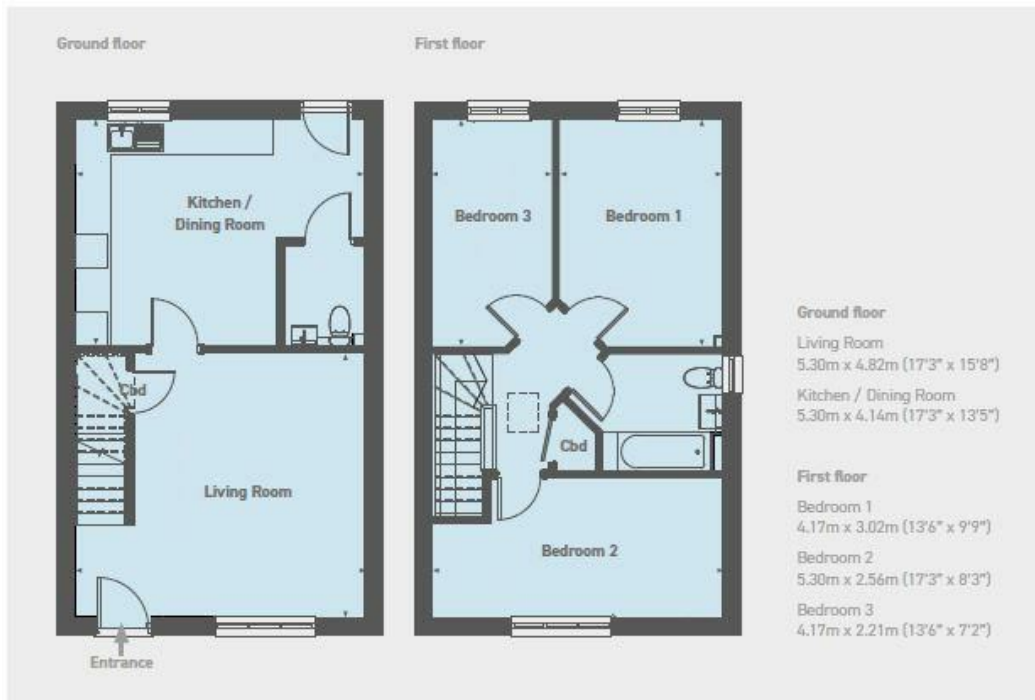 Ground floor
First floor
Kitchen /
Dining Room
Cbd
Living Room
Entrance
Bedroom 3
Bedroom 1
Cbd
Bedroom 2
Ground floor
Living Room
5.30m x 4.82m (17'3" x 15'8")
Kitchen / Dining Room
5.30m x 4.14m (17'3" x 13'5")
First floor
Bedroom 1
4.17m x 3.02m (13'6" x 9'9")
Bedroom 2
5.30m x 2.56m (17'3" x 8'3")
Bedroom 3
4.17m x 2.21m (13'6" x 7'2")